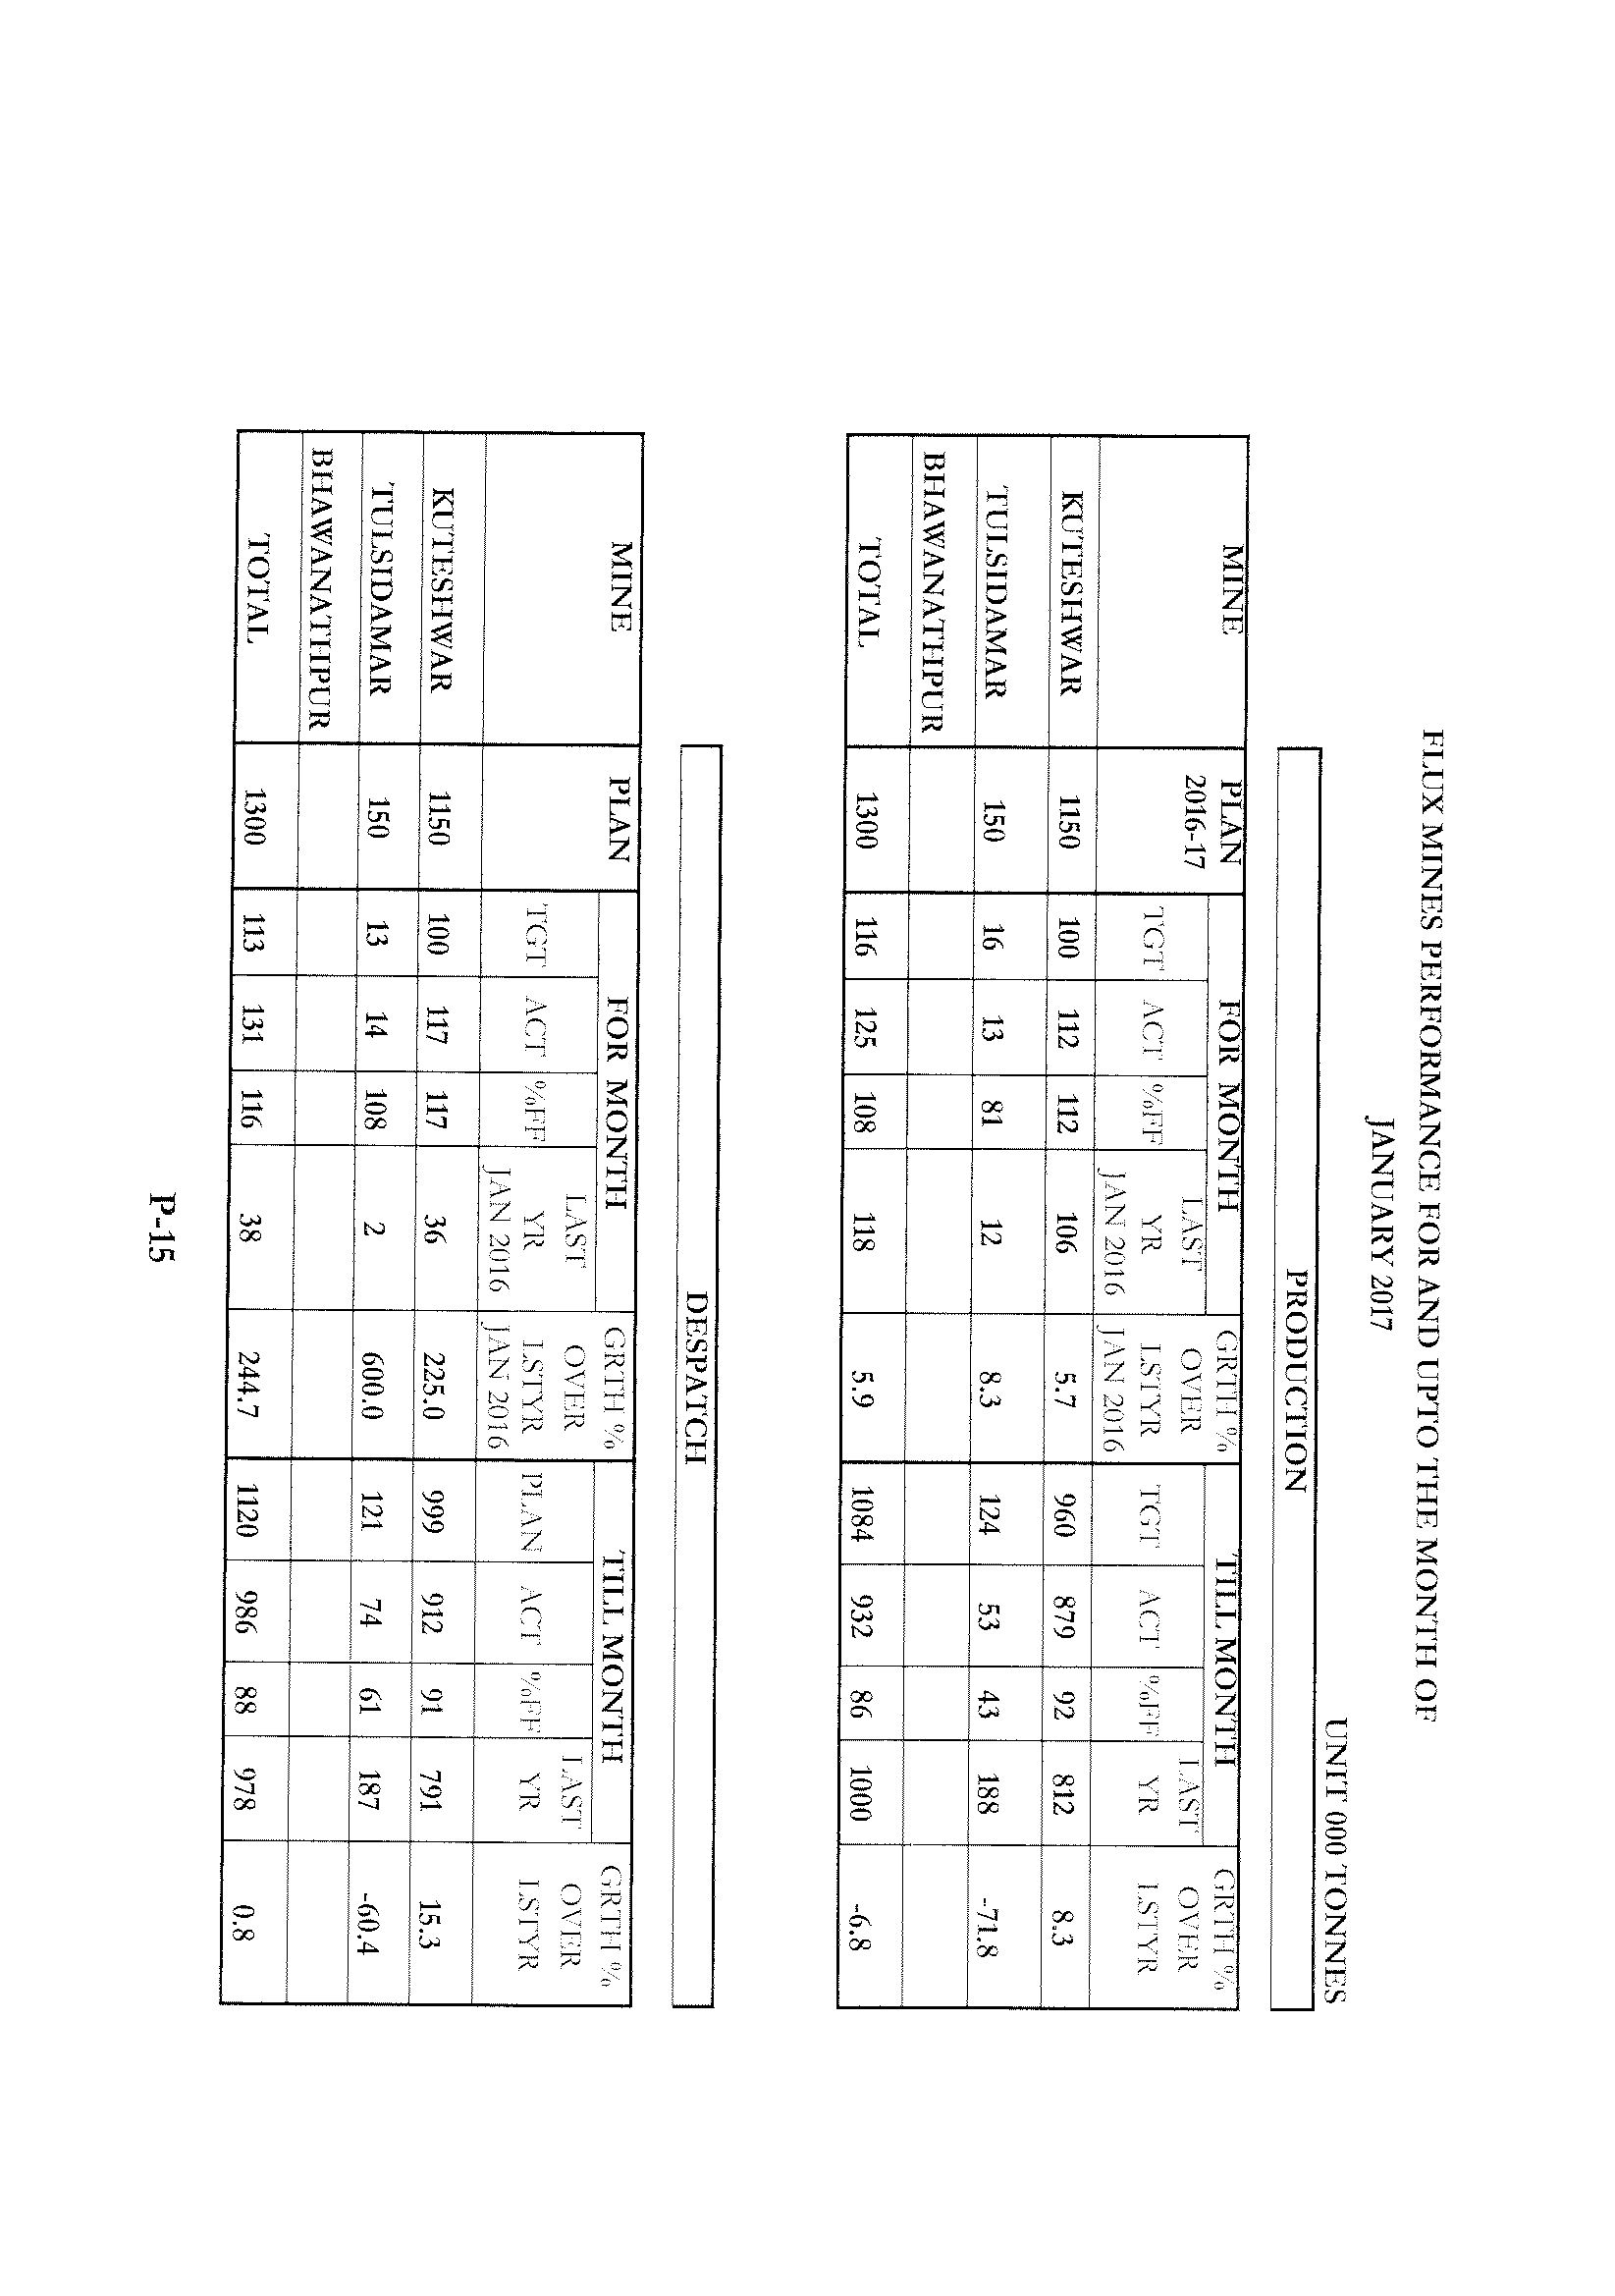 FLUX MINES PERFORMANCE FOR AND UPTO THE MONTH OF
JANUARY 2017
UNIT 000 TONNES
PRODUCTION
MINE PLAN 2016-17 FOR MONTH GRTH % OVER LSTYR JAN 2016 TILL MONTH GRTH % OVER LSTYR
TGT ACT %FF LAST YR JAN 2016 TGT ACT %FF LAST YR
KUTESHWAR 1150 100 112 112 106 5.7 960 879 92 812 8.3
TULSIDAMAR 150 16 13 81 12 8.3 124 53 43 188 -71.8
BHAWANATHPUR
TOTAL 1300 116 125 108 118 5.9 1084 932 86 1000 -6.8
DESPATCH
MINE PLAN FOR MONTH GRTH % OVER LSTYR JAN 2016 TILL MONTH GRTH % OVER LSTYR
TGT ACT %FF LAST YR JAN 2016 PLAN ACT %FF LAST YR
KUTESHWAR 1150 100 117 117 36 225.0 999 912 91 791 15.3
TULSIDAMAR 150 13 14 108 2 600.0 121 74 61 187 -60.4
BHAWANATHPUR
TOTAL 1300 113 131 116 38 244.7 1120 986 88 978 0.8
P-15